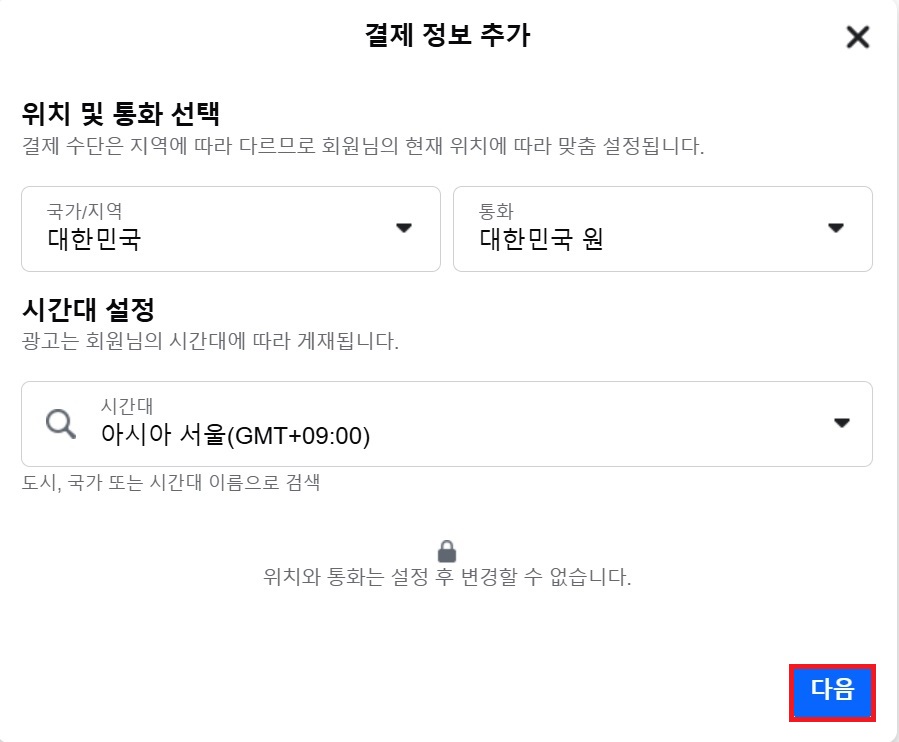 결제 정보 추가
위치 및 통화 선택
결제 수단은 지역에 따라 다르므로 회원님의 현재 위치에 따라 맞춤 설정됩니다.
국가/지역
대한민국
통화
대한민국 원
시간대 설정
광고는 회원님의 시간대에 따라 게재됩니다.
시간대
아시아 서울(GMT+09:00)
도시, 국가 또는 시간대 이름으로 검색
위치와 통화는 설정 후 변경할 수 없습니다.
다음